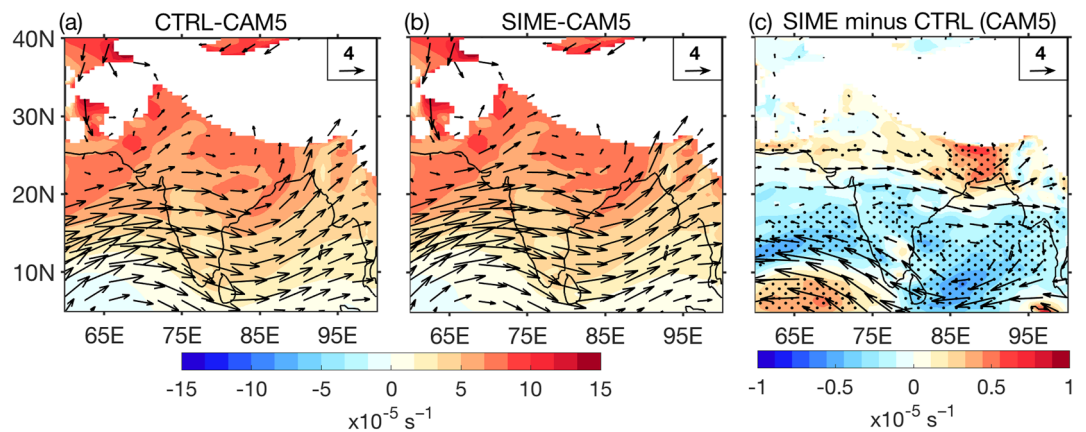 (a) CTRL-CAM5 (b) SIME-CAM5 (c) SIME minus CTRL (CAM5)
40N 4 4 4
30N
20N
10N
65E 75E 85E 95E 65E 75E 85E 95E 65E 75E 85E 95E
-15 -10 -5 0 5 10 15 -1 -0.5 0 0.5 1
x10⁻⁵ s⁻¹ x10⁻⁵ s⁻¹